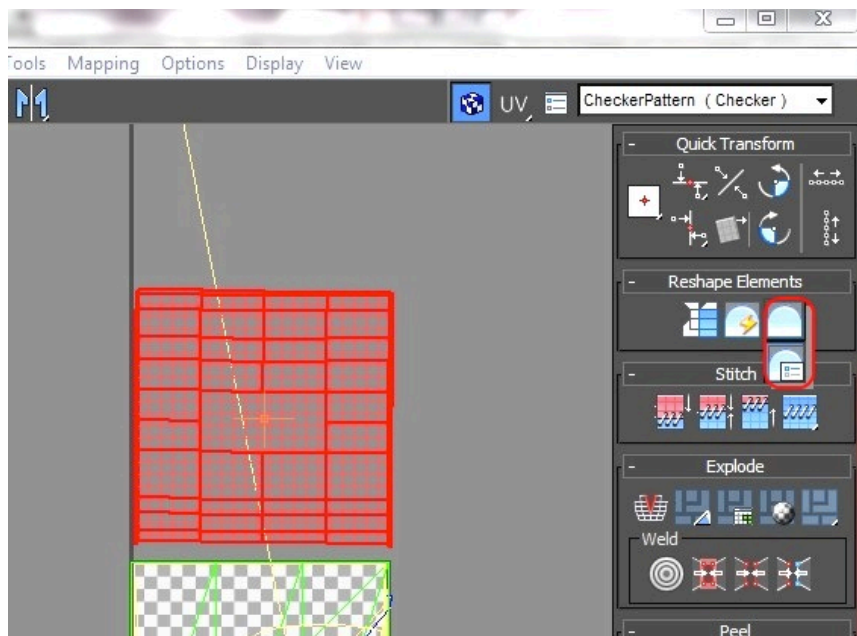 Tools Mapping Options Display View
UV CheckerPattern ( Checker )
- Quick Transform
- Reshape Elements
- Stitch
- Explode
Weld
- Peel